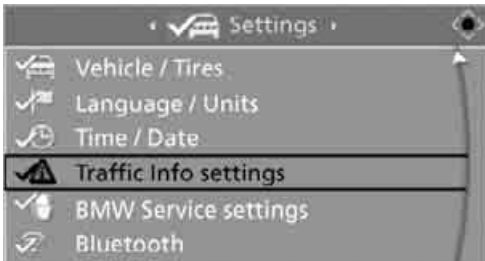 Settings
Vehicle / Tires
Language / Units
Time / Date
Traffic Info settings
BMW Service settings
Bluetooth